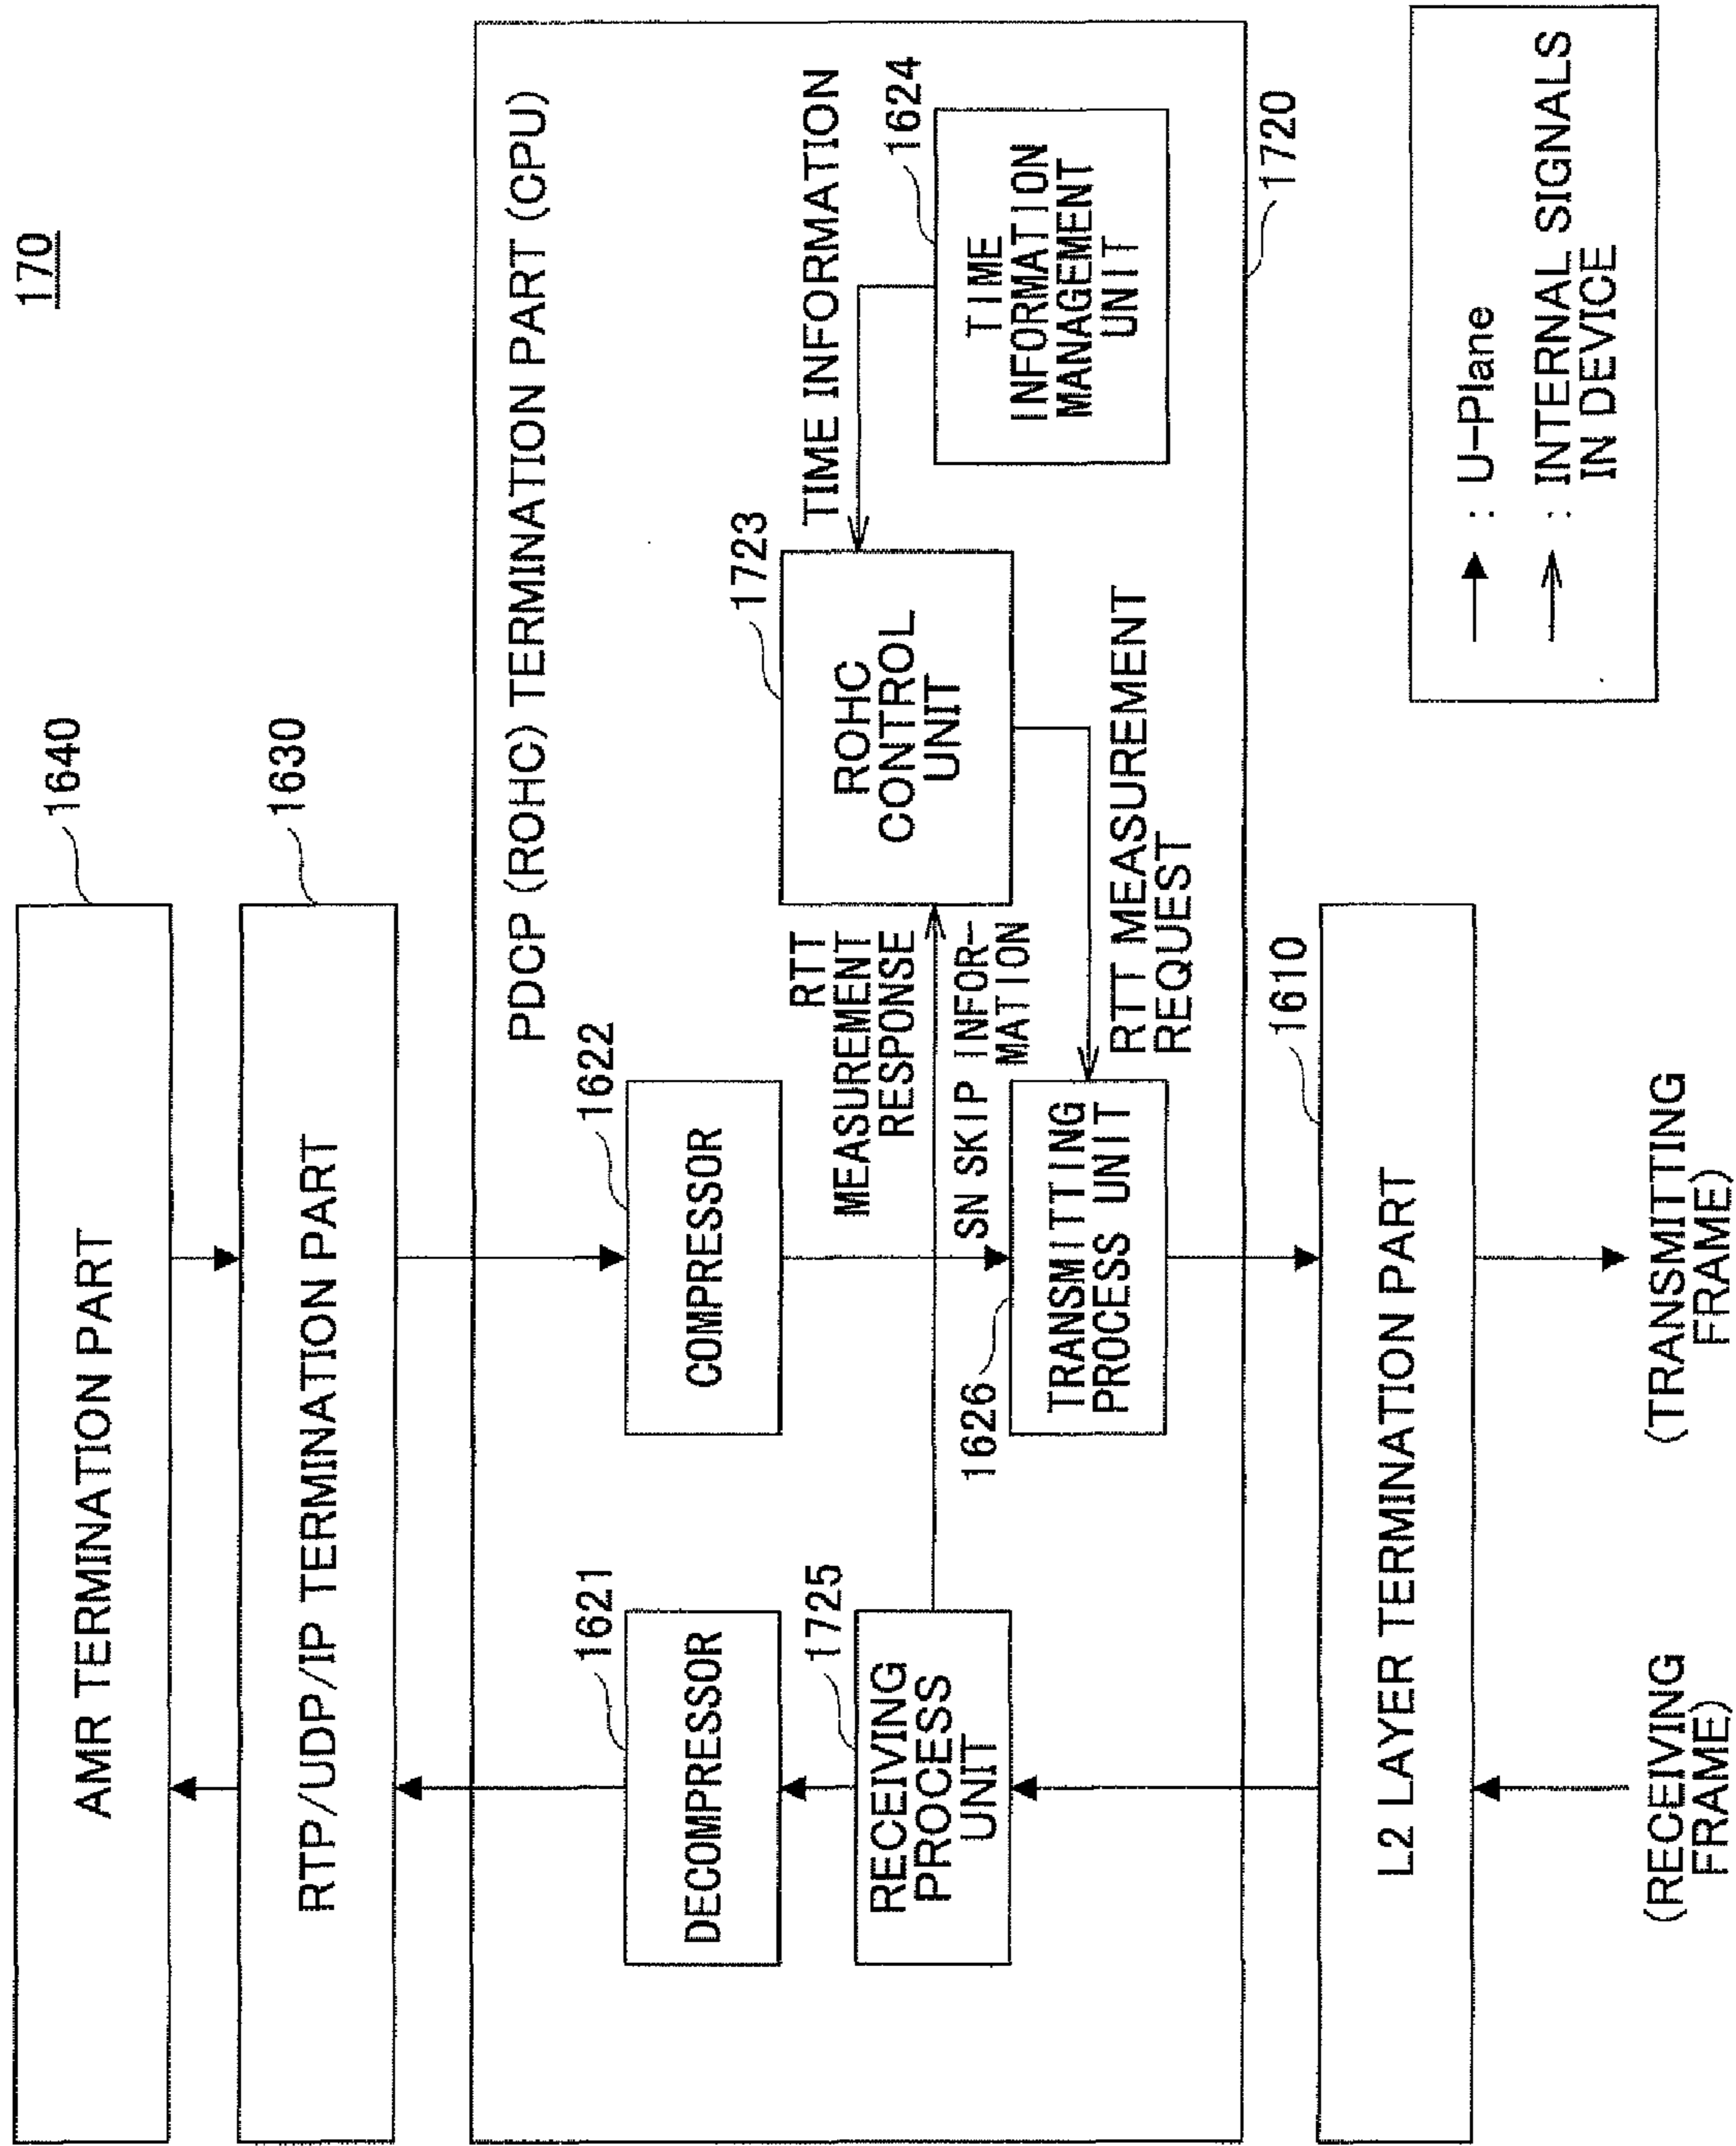 170
AMR TERMINATION PART
1640
RTP/UDP/IP TERMINATION PART
1630
PDCP (ROHC) TERMINATION PART (CPU)
DECOMPRESSOR
1621
COMPRESSOR
1622
RECEIVING
PROCESS
UNIT
1725
RTT
MEASUREMENT
RESPONSE
SN SKIP INFOR-
MATION
ROHC
CONTROL
UNIT
1723
TIME INFORMATION
TIME
INFORMATION
MANAGEMENT
UNIT
1624
1626
TRANSMITTING
PROCESS UNIT
RTT MEASUREMENT
REQUEST
1720
L2 LAYER TERMINATION PART
1610
(RECEIVING
FRAME)
(TRANSMITTING
FRAME)
: U-Plane
: INTERNAL SIGNALS
IN DEVICE